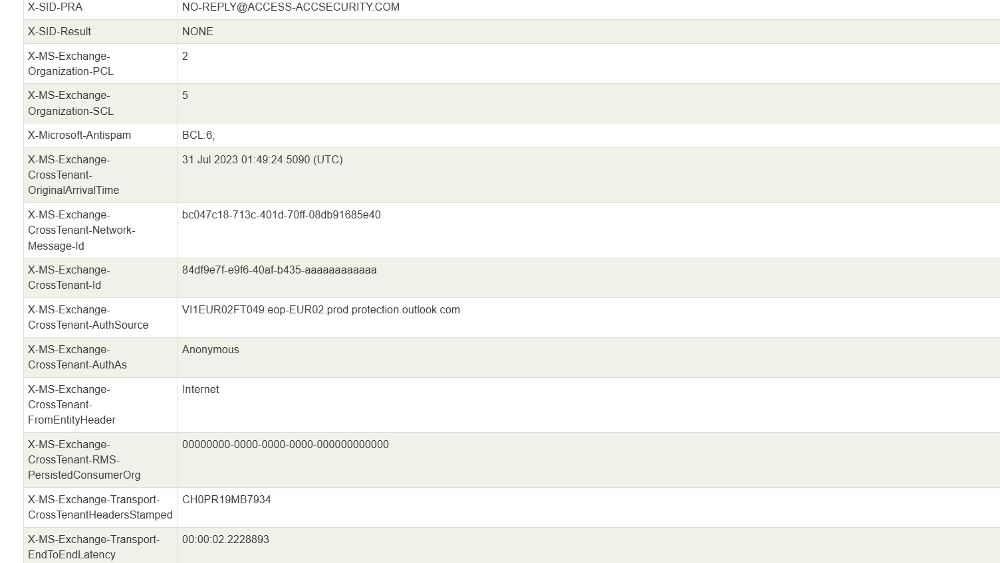 X-SID-PRA NO-REPLY@ACCESS-ACCSECURITY.COM
X-SID-Result NONE
X-MS-Exchange- 2
Organization-PCL
X-MS-Exchange- 5
Organization-SCL
X-Microsoft-Antispam BCL:6;
X-MS-Exchange- 31 Jul 2023 01:49:24.5090 (UTC)
CrossTenant-
OriginalArrivalTime
X-MS-Exchange- bc047c18-713c-401d-70ff-08db91685e40
CrossTenant-Network-
Message-Id
X-MS-Exchange- 84df9e7f-e9f6-40af-b435-aaaaaaaaaaaa
CrossTenant-Id
X-MS-Exchange- VI1EUR02FT049.eop-EUR02.prod.protection.outlook.com
CrossTenant-AuthSource
X-MS-Exchange- Anonymous
CrossTenant-AuthAs
X-MS-Exchange- Internet
CrossTenant-
FromEntityHeader
X-MS-Exchange- 00000000-0000-0000-0000-000000000000
CrossTenant-RMS-
PersistedConsumerOrg
X-MS-Exchange-Transport- CH0PR19MB7934
CrossTenantHeadersStamped
X-MS-Exchange-Transport- 00:00:02.2228893
EndToEndLatency